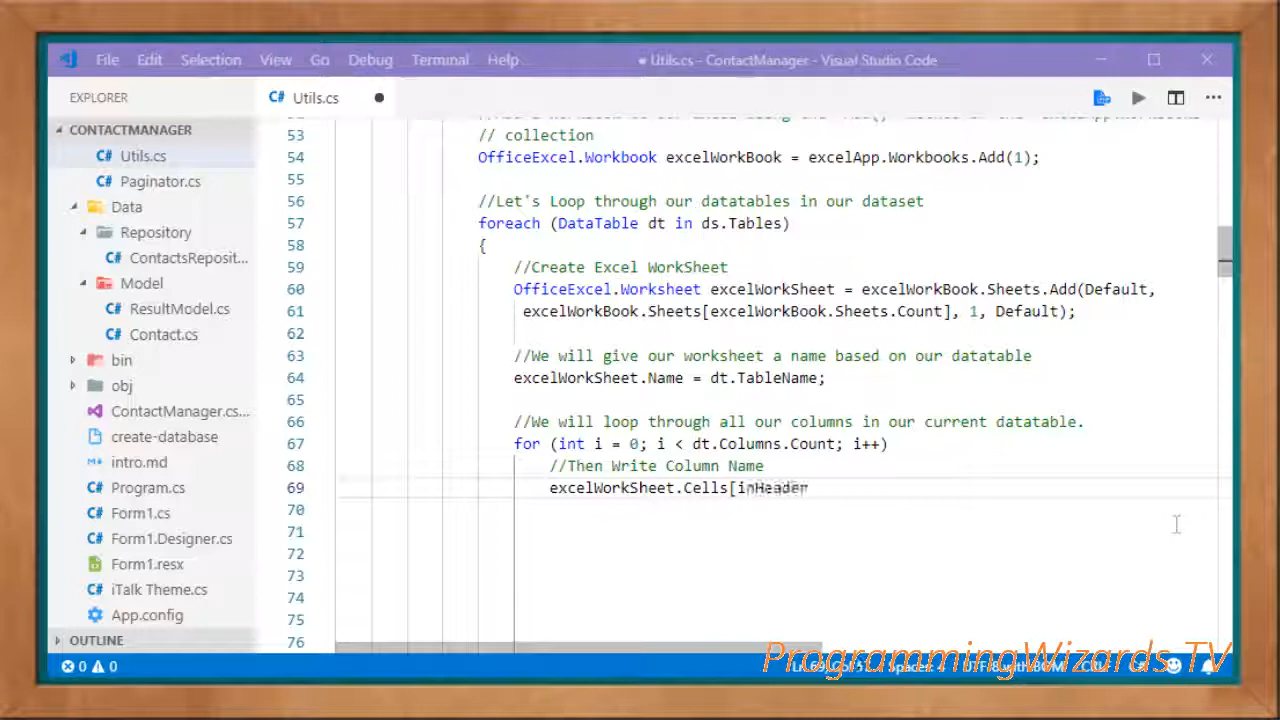 File Edit Selection View Go Debug Terminal Help
● Utils.cs - ContactManager - Visual Studio Code
EXPLORER
C# Utils.cs ●
CONTACTMANAGER
C# Utils.cs
C# Paginator.cs
Data
Repository
C# ContactsReposit...
Model
C# ResultModel.cs
C# Contact.cs
bin
obj
ContactManager.cs...
create-database
intro.md
C# Program.cs
C# Form1.cs
C# Form1.Designer.cs
Form1.resx
C# iTalk Theme.cs
App.config
OUTLINE
53 // collection
54 OfficeExcel.Workbook excelWorkBook = excelApp.Workbooks.Add(1);
55
56 //Let's Loop through our datatables in our dataset
57 foreach (DataTable dt in ds.Tables)
58 {
59 //Create Excel WorkSheet
60 OfficeExcel.Worksheet excelWorkSheet = excelWorkBook.Sheets.Add(Default,
61 excelWorkBook.Sheets[excelWorkBook.Sheets.Count], 1, Default);
62
63 //We will give our worksheet a name based on our datatable
64 excelWorkSheet.Name = dt.TableName;
65
66 //We will loop through all our columns in our current datatable.
67 for (int i = 0; i < dt.Columns.Count; i++)
68 //Then Write Column Name
69 excelWorkSheet.Cells[
70
71
72
73
74
75
76
0 0
ProgrammingWizards TV